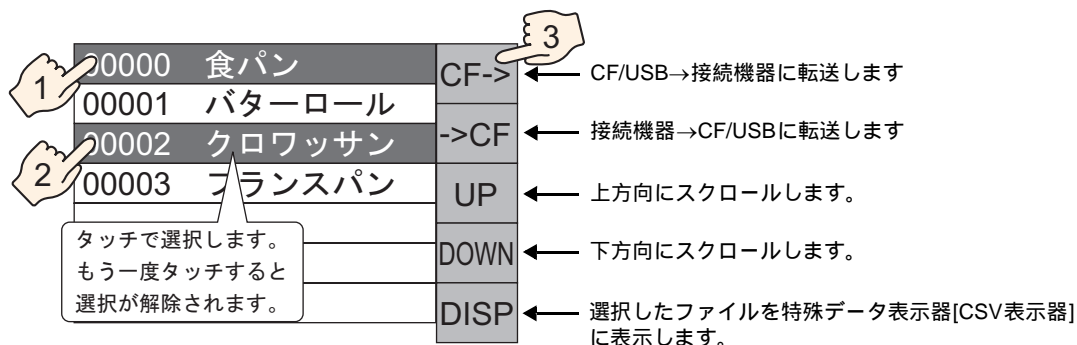 3
1
00000 食パン
CF->
CF/USB→接続機器に転送します
00001 バターロール
->CF
接続機器→CF/USBに転送します
2
00002 クロワッサン
00003 フランスパン
UP
上方向にスクロールします。
タッチで選択します。
もう一度タッチすると
選択が解除されます。
DOWN
下方向にスクロールします。
DISP
選択したファイルを特殊データ表示器[CSV表示器]
に表示します。